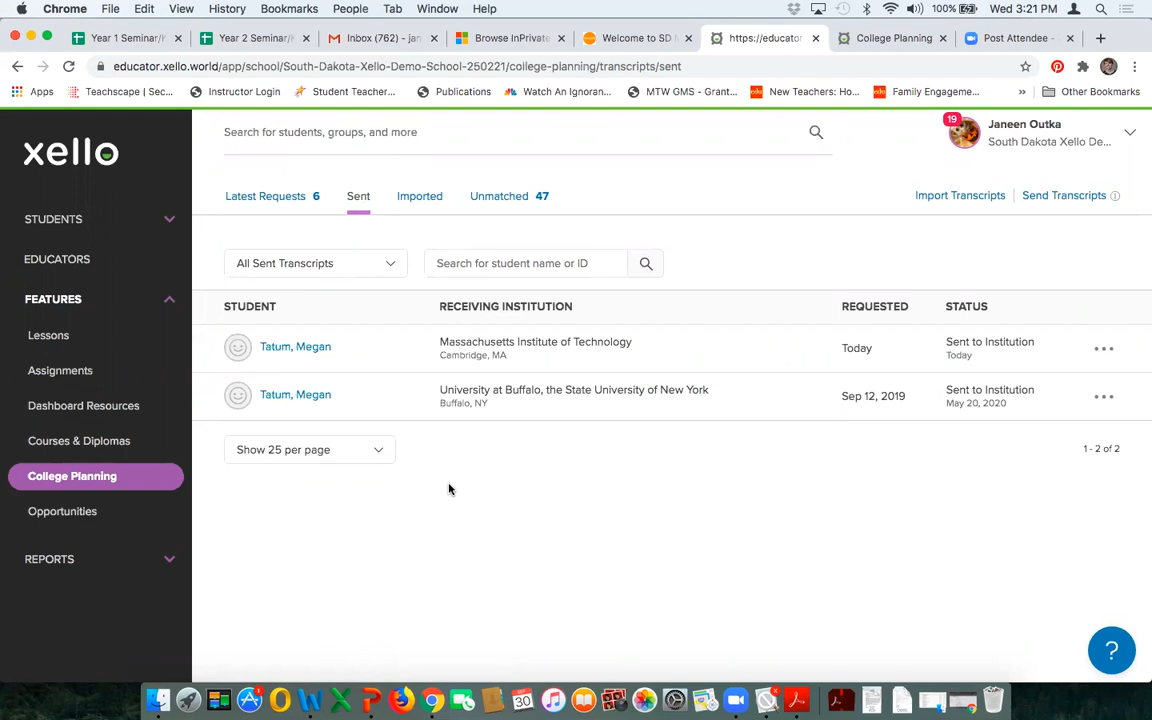 Chrome File Edit View History Bookmarks People Tab Window Help 100% Wed 3:21 PM
Year 1 Seminar/ Year 2 Seminar/ Inbox (762) - jan Browse InPrivate Welcome to SD https://educator College Planning Post Attendee -
educator.xello.world/app/school/South-Dakota-Xello-Demo-School-250221/college-planning/transcripts/sent
Apps Teachscape | Sec... Instructor Login Student Teacher... Publications Watch An Ignoran... MTW GMS - Grant... New Teachers: Ho... Family Engageme... » Other Bookmarks
xello
STUDENTS
EDUCATORS
FEATURES
Lessons
Assignments
Dashboard Resources
Courses & Diplomas
College Planning
Opportunities
REPORTS
Search for students, groups, and more
19
Janeen Outka
South Dakota Xello De...
Latest Requests 6 Sent Imported Unmatched 47
Import Transcripts Send Transcripts
All Sent Transcripts
Search for student name or ID
STUDENT RECEIVING INSTITUTION REQUESTED STATUS
Tatum, Megan Massachusetts Institute of Technology Today Sent to Institution
Cambridge, MA Today
Tatum, Megan University at Buffalo, the State University of New York Sep 12, 2019 Sent to Institution
Buffalo, NY May 20, 2020
Show 25 per page
1 - 2 of 2
?
30